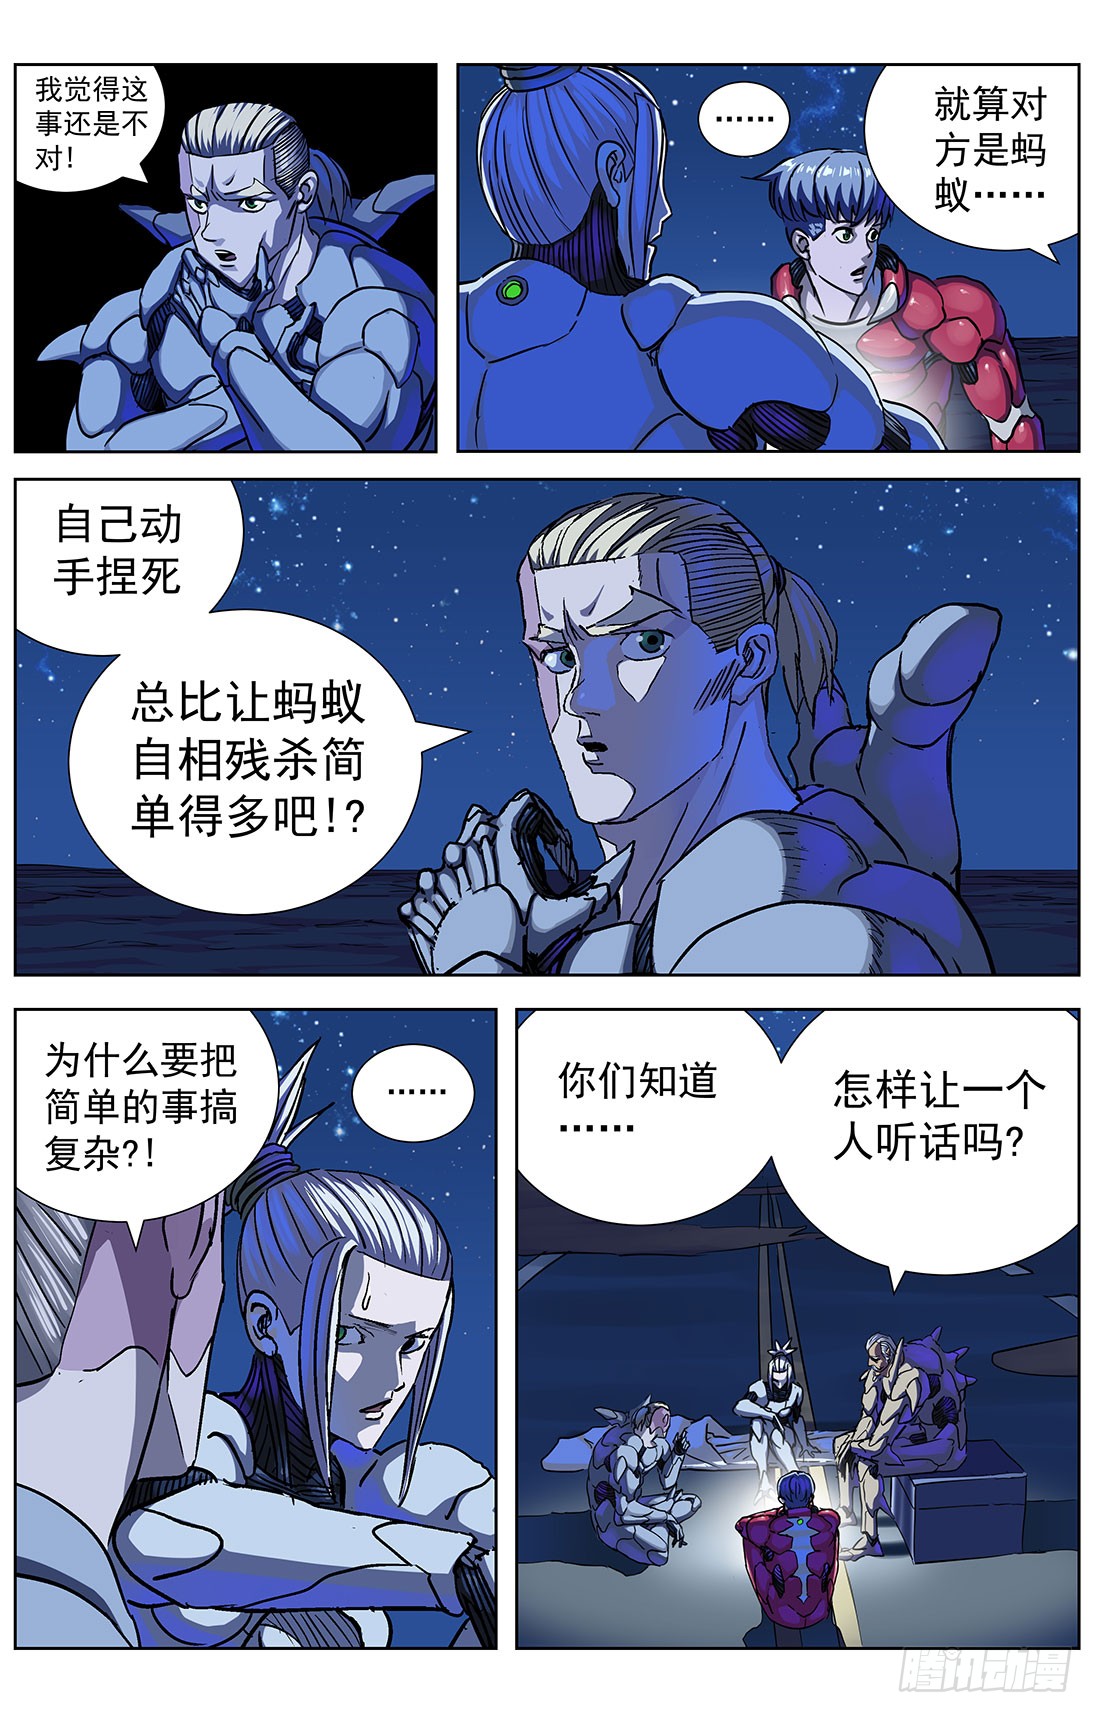 我觉得这
事还是不
对!
……
就算对
方是蚂
蚁……
自己动
手捏死
总比让蚂蚁
自相残杀简
单得多吧!?
为什么要把
简单的事搞
复杂?!
……
你们知道
……
怎样让一个
人听话吗?
腾讯动漫